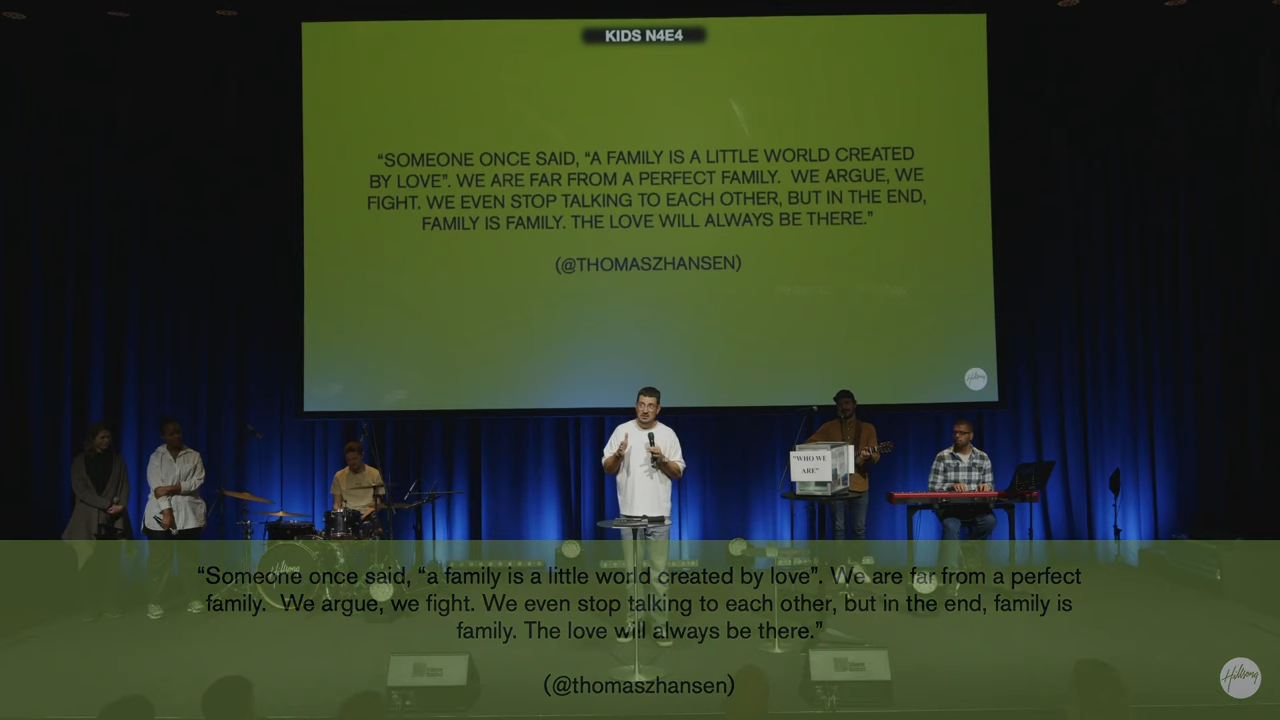 KIDS N4E4
“SOMEONE ONCE SAID, “A FAMILY IS A LITTLE WORLD CREATED
BY LOVE”. WE ARE FAR FROM A PERFECT FAMILY.  WE ARGUE, WE
FIGHT. WE EVEN STOP TALKING TO EACH OTHER, BUT IN THE END,
FAMILY IS FAMILY. THE LOVE WILL ALWAYS BE THERE.”
(@THOMASZHANSEN)
Hillsong
"WHO WE
ARE"
Hillsong
“Someone once said, “a family is a little world created by love”. We are far from a perfect
family.  We argue, we fight. We even stop talking to each other, but in the end, family is
family. The love will always be there.”
(@thomaszhansen)
Hillsong